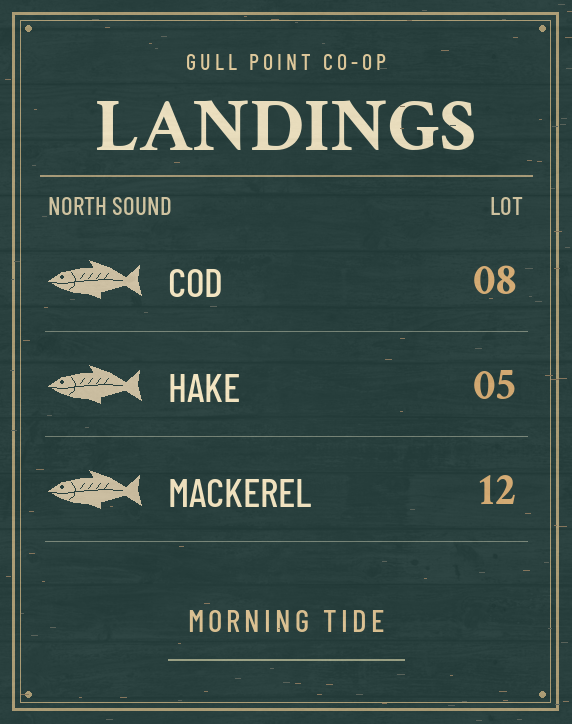 GULL POINT CO-OP
LANDINGS
NORTH SOUND LOT
COD 08
HAKE 05
MACKEREL 12
MORNING TIDE